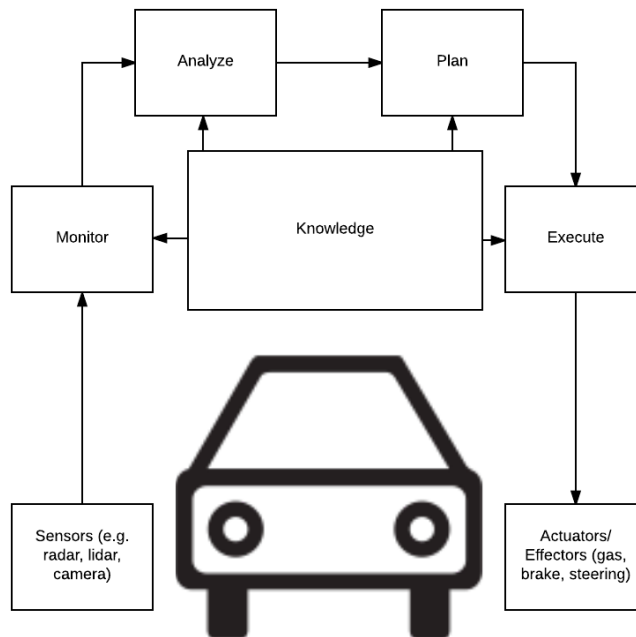 Analyze
Plan
Monitor
Knowledge
Execute
Sensors (e.g.
radar, lidar,
camera)
Actuators/
Effectors (gas,
brake, steering)